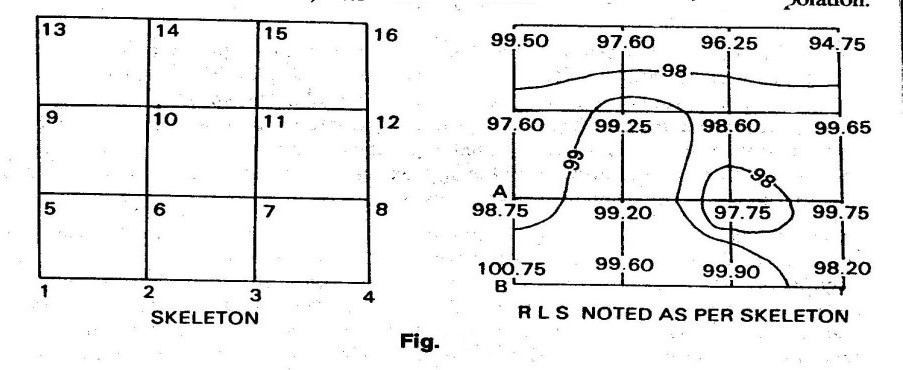 polation.
13 14 15 16
9 10 11 12
5 6 7 8
1 2 3 4
SKELETON
99.50 97.60 96.25 94.75
98
97.60 99.25 98.60 99.65
99
98
A
98.75 99.20 97.75 99.75
100.75 99.60 99.90 98.20
B
R L S NOTED AS PER SKELETON
Fig.